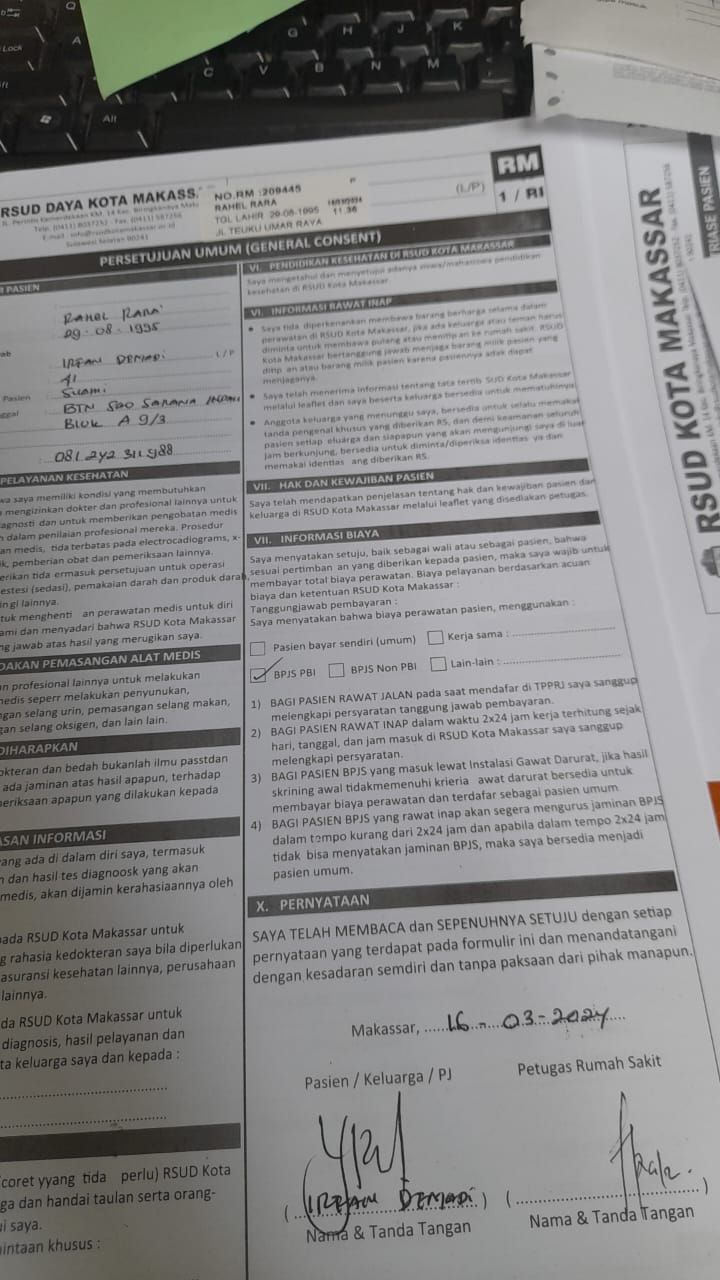 RSUD DAYA KOTA MAKASS
NO.RM :209445
RAHEL RARA
TGL LAHIR 29-08-1995
JL TEUKU UMAR RAYA
11:36
P
(L/P)
RM
1 / RI
PERSETUJUAN UMUM (GENERAL CONSENT)
PASIEN
RAHEL RARA
29-08-1995
ab
IRFAN DEMADI
L/P
41
Pasien
SUAMI
ggal
BTN
SARANA INDAH
BLOK A 9/3
PELAYANAN KESEHATAN
wa saya memiliki kondisi yang membutuhkan
mengizinkan dokter dan profesional lainnya untuk
agnosti dan untuk memberikan pengobatan medis
n dalam penilaian profesional mereka. Prosedur
an medis, tida terbatas pada electrocadiograms, x-
k, pemberian obat dan pemeriksaan lainnya.
erikan tida ermasuk persetujuan untuk operasi
estesi (sedasi), pemakaian darah dan produk darah,
ngi lainnya.
tuk menghenti an perawatan medis untuk diri
ami dan menyadari bahwa RSUD Kota Makassar
ng jawab atas hasil yang merugikan saya.
DAKAN PEMASANGAN ALAT MEDIS
n profesional lainnya untuk melakukan
medis seperr melakukan penyunukan,
gan selang urin, pemasangan selang makan,
gan selang oksigen, dan lain lain.
DIHARAPKAN
okteran dan bedah bukanlah ilmu passtdan
ada jaminan atas hasil apapun, terhadap
eriksaan apapun yang dilakukan kepada
ASAN INFORMASI
ang ada di dalam diri saya, termasuk
n dan hasil tes diagnoosk yang akan
medis, akan dijamin kerahasiaannya oleh
ada RSUD Kota Makassar untuk
g rahasia kedokteran saya bila diperlukan
asuransi kesehatan lainnya, perusahaan
lainnya.
da RSUD Kota Makassar untuk
diagnosis, hasil pelayanan dan
ta keluarga saya dan kepada :
coret yyang tida perlu) RSUD Kota
ga dan handai taulan serta orang-
i saya.
intaan khusus :
VI. PENDIDIKAN KESEHATAN DI RSUD KOTA MAKASSAR
Saya mengetahui dan menyetujui adanya mwa/mahasiswa pendidikan
kesehatan di RSUD Kota Makassar
VI. INFORMASI RAWAT INAP
• Saya tida diperkenankan membawa barang berharga selama dalam
perawatan di RSUD Kota Makassar, jika ada keluarga atau teman harus
diminta untuk membawa pulang atau menitip an ke rumah sakit. RSUD
Kota Makassar bertanggung jawab menjaga barang milik pasien yang
ditip an atau barang milik pasien karena pasiennya adak dapat
menjaganya.
• Saya telah menerima informasi tentang tata tertib SUD Kota Makassar
melalui leaflet dan saya beserta keluarga bersedia untuk mematuhinya
• Anggota keluarga yang menunggu saya, bersedia untuk selalu memakai
tanda pengenal khusus yang diberikan RS, dan demi keamanan seluruh
pasien setiap eluarga dan siapapun yang akan mengunjungi saya di luar
jam berkunjung, bersedia untuk diminta/diperiksa identias ya dan
memakai identias ang diberikan RS.
VII. HAK DAN KEWAJIBAN PASIEN
Saya telah mendapatkan penjelasan tentang hak dan kewajiban pasien dan
keluarga di RSUD Kota Makassar melalui leaflet yang disediakan petugas.
VII. INFORMASI BIAYA
Saya menyatakan setuju, baik sebagai wali atau sebagai pasien, bahwa
sesuai pertimban an yang diberikan kepada pasien, maka saya wajib untuk
membayar total biaya perawatan. Biaya pelayanan berdasarkan acuan
biaya dan ketentuan RSUD Kota Makassar :
Tanggungjawab pembayaran :
Saya menyatakan bahwa biaya perawatan pasien, menggunakan :
Pasien bayar sendiri (umum) Kerja sama :
BPJS PBI BPJS Non PBI Lain-lain :
1) BAGI PASIEN RAWAT JALAN pada saat mendafar di TPPRJ saya sanggup
melengkapi persyaratan tanggung jawab pembayaran.
2) BAGI PASIEN RAWAT INAP dalam waktu 2x24 jam kerja terhitung sejak
hari, tanggal, dan jam masuk di RSUD Kota Makassar saya sanggup
melengkapi persyaratan.
3) BAGI PASIEN BPJS yang masuk lewat Instalasi Gawat Darurat, jika hasil
skrining awal tidakmemenuhi krieria awat darurat bersedia untuk
membayar biaya perawatan dan terdafar sebagai pasien umum
4) BAGI PASIEN BPJS yang rawat inap akan segera mengurus jaminan BPJS
dalam tempo kurang dari 2x24 jam dan apabila dalam tempo 2x24 jam
tidak bisa menyatakan jaminan BPJS, maka saya bersedia menjadi
pasien umum.
X. PERNYATAAN
SAYA TELAH MEMBACA dan SEPENUHNYA SETUJU dengan setiap
pernyataan yang terdapat pada formulir ini dan menandatangani
dengan kesadaran semdiri dan tanpa paksaan dari pihak manapun.
Makassar, 16-03-2024
Pasien / Keluarga / PJ
Petugas Rumah Sakit
(IRFAN DEMADI)
Nama & Tanda Tangan
Nama & Tanda Tangan
RSUD KOTA MAKASSAR
TRIASE PASIEN
Lock
A
Q
G
H
J
K
C
V
B
N
M
Alt